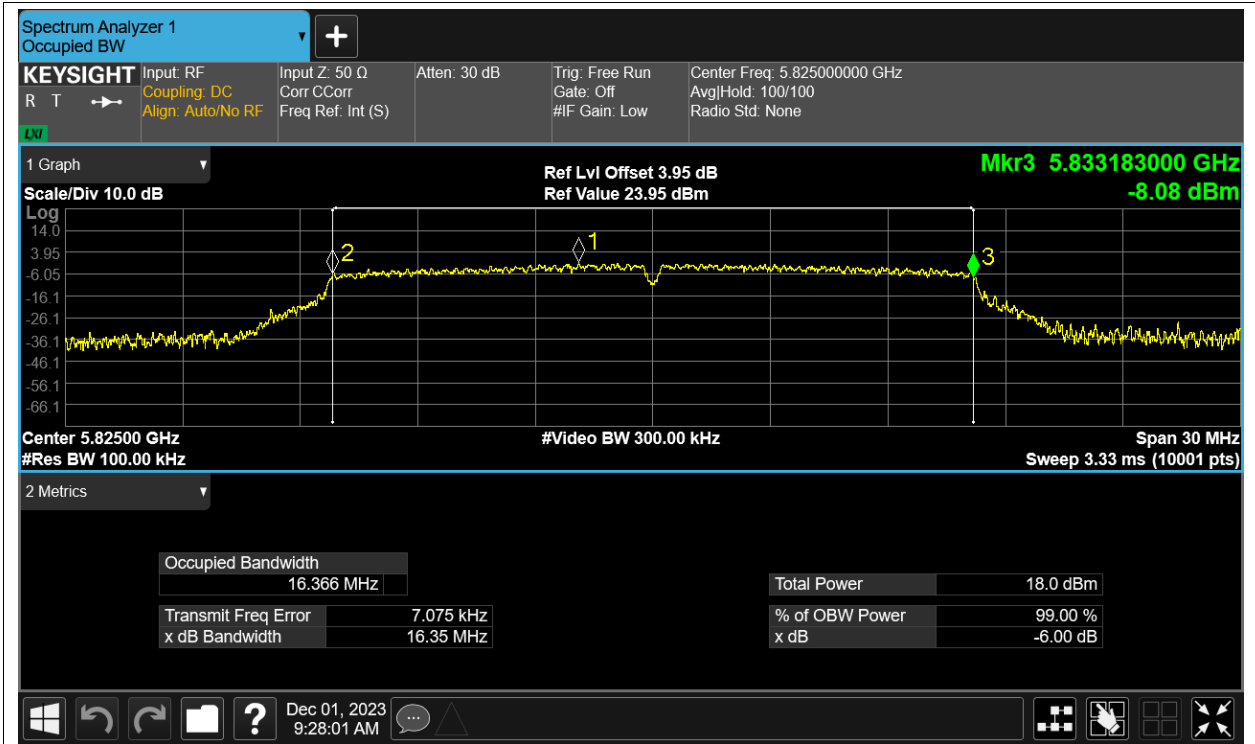 Spectrum Analyzer 1
Occupied BW
KEYSIGHT
R T
LXI
Input: RF
Coupling: DC
Align: Auto/No RF
Input Z: 50 Ω
Corr CCorr
Freq Ref: Int (S)
Atten: 30 dB
Trig: Free Run
Gate: Off
#IF Gain: Low
Center Freq: 5.825000000 GHz
Avg|Hold: 100/100
Radio Std: None
1 Graph
Scale/Div 10.0 dB
Ref Lvl Offset 3.95 dB
Ref Value 23.95 dBm
Mkr3 5.833183000 GHz
-8.08 dBm
Log
14.0
3.95
-6.05
-16.1
-26.1
-36.1
-46.1
-56.1
-66.1
2
1
3
Center 5.82500 GHz
#Res BW 100.00 kHz
#Video BW 300.00 kHz
Span 30 MHz
Sweep 3.33 ms (10001 pts)
2 Metrics
Occupied Bandwidth
16.366 MHz
Transmit Freq Error 7.075 kHz
x dB Bandwidth 16.35 MHz
Total Power 18.0 dBm
% of OBW Power 99.00 %
x dB -6.00 dB
?
Dec 01, 2023
9:28:01 AM